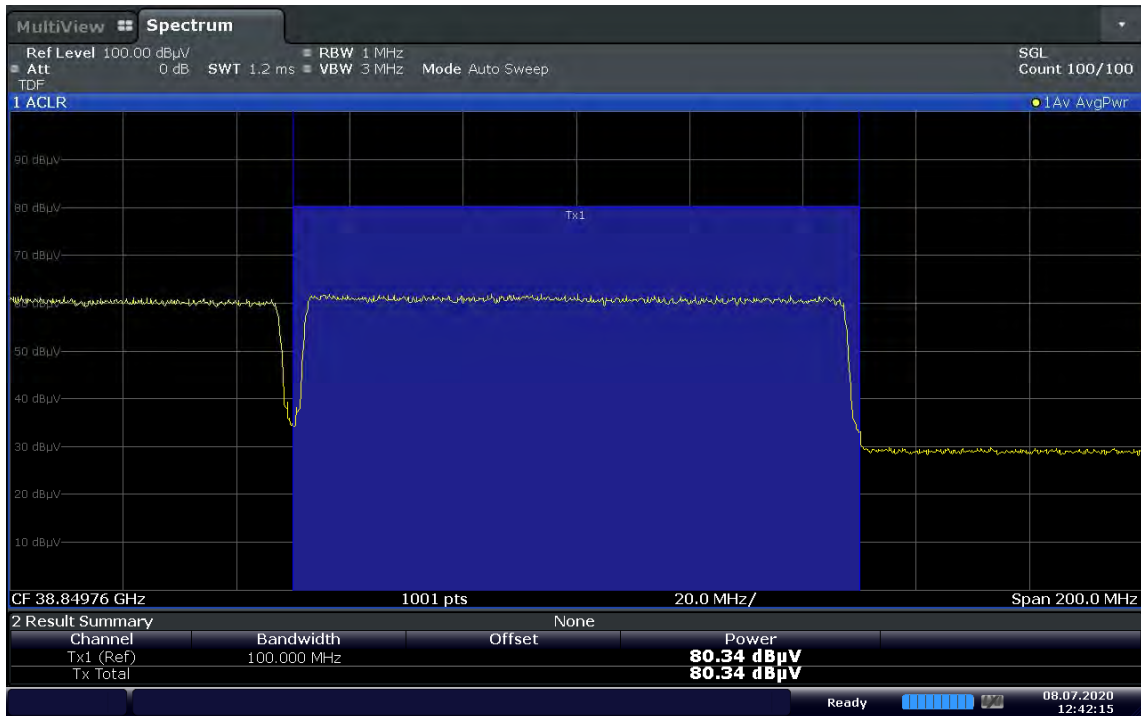 MultiView Spectrum
Ref Level 100.00 dBµV RBW 1 MHz SGL
Att 0 dB SWT 1.2 ms VBW 3 MHz Mode Auto Sweep Count 100/100
TDF
1 ACLR 1Av AvgPwr
90 dBµV
80 dBµV
Tx1
70 dBµV
60 dBµV
50 dBµV
40 dBµV
30 dBµV
20 dBµV
10 dBµV
CF 38.84976 GHz 1001 pts 20.0 MHz/ Span 200.0 MHz
2 Result Summary None
Channel Bandwidth Offset Power
Tx1 (Ref) 100.000 MHz 80.34 dBµV
Tx Total 80.34 dBµV
Ready 08.07.2020
12:42:15